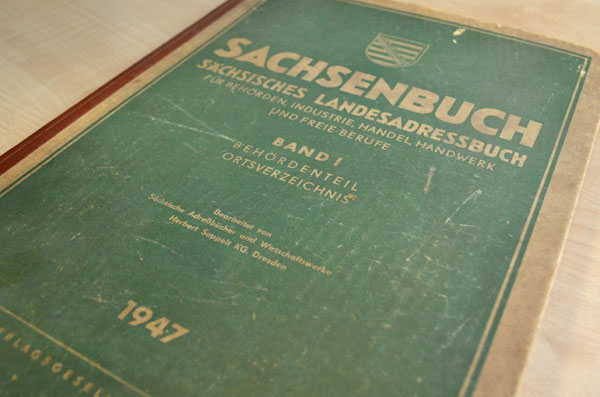 SACHSENBUCH
SÄCHSISCHES LANDESADRESSBUCH
FÜR BEHÖRDEN, INDUSTRIE, HANDEL, HANDWERK
UND FREIE BERUFE
BAND I
BEHÖRDENTEIL
ORTSVERZEICHNIS
Bearbeitet von
Sächsische Adreßbücher- und Wirtschaftswerke
Herbert Sappelt KG. Dresden
1947